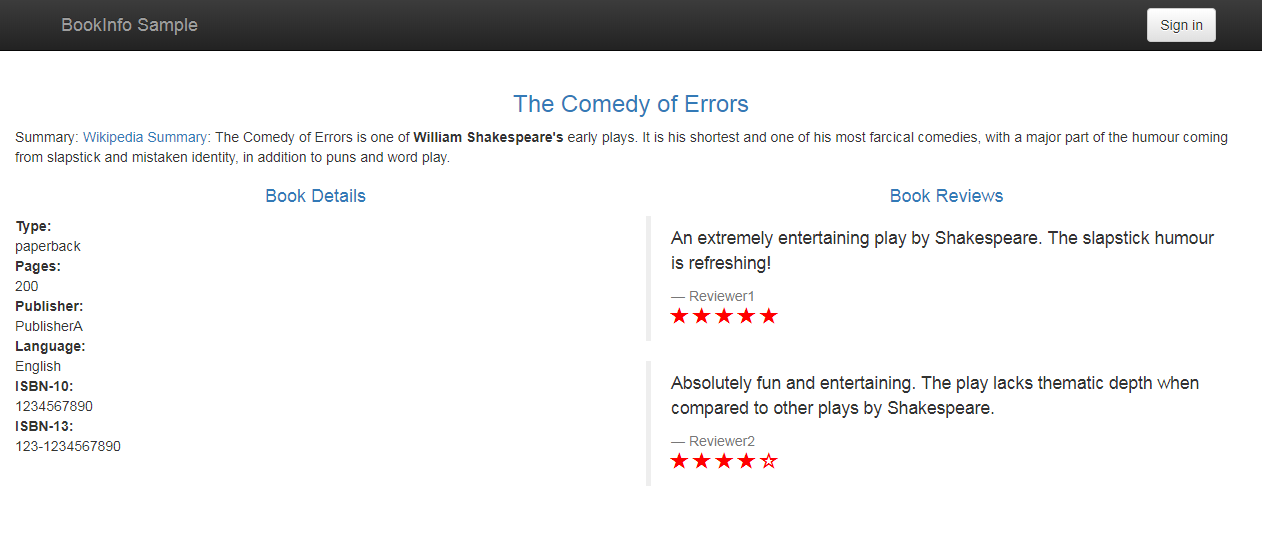 BookInfo Sample
Sign in
The Comedy of Errors
Summary: Wikipedia Summary: The Comedy of Errors is one of William Shakespeare's early plays. It is his shortest and one of his most farcical comedies, with a major part of the humour coming
from slapstick and mistaken identity, in addition to puns and word play.
Book Details
Type:
paperback
Pages:
200
Publisher:
PublisherA
Language:
English
ISBN-10:
1234567890
ISBN-13:
123-1234567890
Book Reviews
An extremely entertaining play by Shakespeare. The slapstick humour
is refreshing!
— Reviewer1
Absolutely fun and entertaining. The play lacks thematic depth when
compared to other plays by Shakespeare.
— Reviewer2